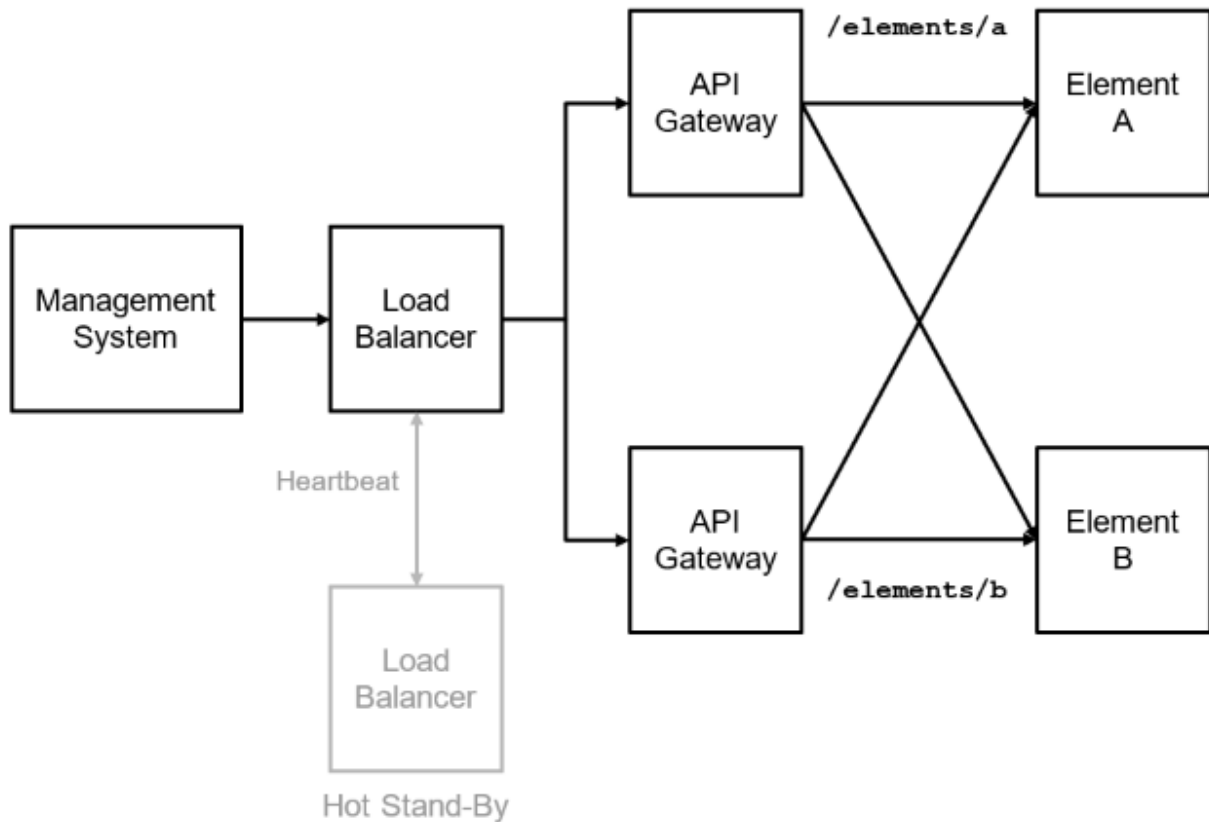 /elements/a
API
Gateway
Element
A
Management
System
Load
Balancer
Heartbeat
API
Gateway
Element
B
/elements/b
Load
Balancer
Hot Stand-By